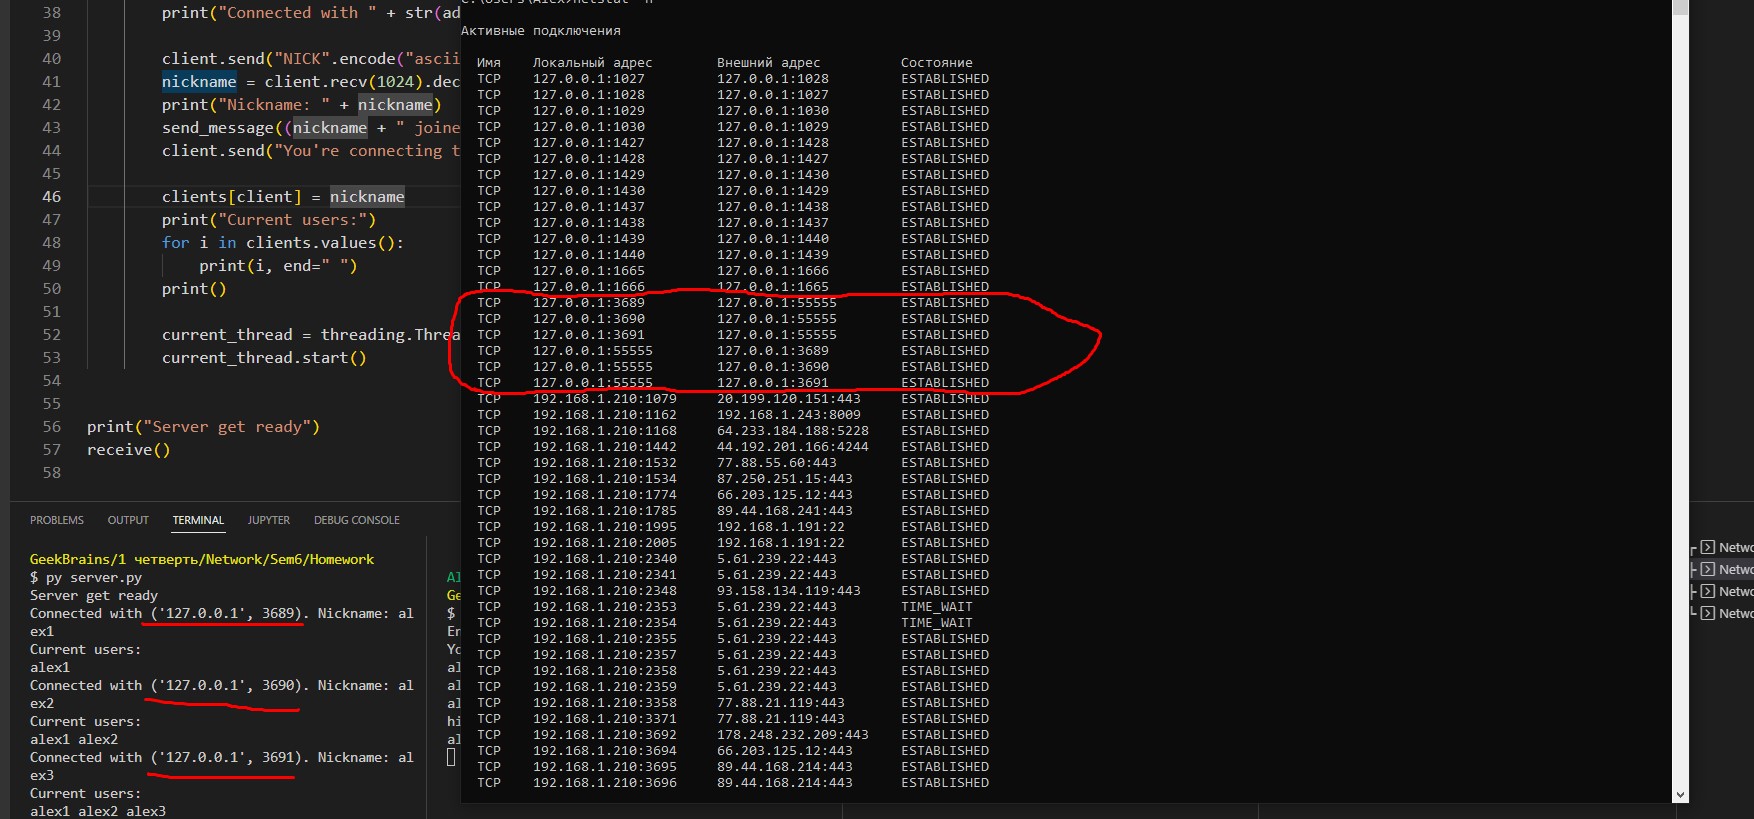 38 print("Connected with " + str(ad
39
40 client.send("NICK".encode("ascii
41 nickname = client.recv(1024).dec
42 print("Nickname: " + nickname)
43 send_message((nickname + " joine
44 client.send("You're connecting t
45
46 clients[client] = nickname
47 print("Current users:")
48 for i in clients.values():
49 print(i, end=" ")
50 print()
51
52 current_thread = threading.Threa
53 current_thread.start()
54
55
56 print("Server get ready")
57 receive()
58
PROBLEMS OUTPUT TERMINAL JUPYTER DEBUG CONSOLE
GeekBrains/1 четверть/Network/Sem6/Homework
$ py server.py
Server get ready
Connected with ('127.0.0.1', 3689). Nickname: al
ex1
Current users:
alex1
Connected with ('127.0.0.1', 3690). Nickname: al
ex2
Current users:
alex1 alex2
Connected with ('127.0.0.1', 3691). Nickname: al
ex3
Current users:
alex1 alex2 alex3
Al
Ge
$
En
Yo
al
al
al
hi
al
Активные подключения
Имя Локальный адрес Внешний адрес Состояние
TCP 127.0.0.1:1027 127.0.0.1:1028 ESTABLISHED
TCP 127.0.0.1:1028 127.0.0.1:1027 ESTABLISHED
TCP 127.0.0.1:1029 127.0.0.1:1030 ESTABLISHED
TCP 127.0.0.1:1030 127.0.0.1:1029 ESTABLISHED
TCP 127.0.0.1:1427 127.0.0.1:1428 ESTABLISHED
TCP 127.0.0.1:1428 127.0.0.1:1427 ESTABLISHED
TCP 127.0.0.1:1429 127.0.0.1:1430 ESTABLISHED
TCP 127.0.0.1:1430 127.0.0.1:1429 ESTABLISHED
TCP 127.0.0.1:1437 127.0.0.1:1438 ESTABLISHED
TCP 127.0.0.1:1438 127.0.0.1:1437 ESTABLISHED
TCP 127.0.0.1:1439 127.0.0.1:1440 ESTABLISHED
TCP 127.0.0.1:1440 127.0.0.1:1439 ESTABLISHED
TCP 127.0.0.1:1665 127.0.0.1:1666 ESTABLISHED
TCP 127.0.0.1:1666 127.0.0.1:1665 ESTABLISHED
TCP 127.0.0.1:3689 127.0.0.1:55555 ESTABLISHED
TCP 127.0.0.1:3690 127.0.0.1:55555 ESTABLISHED
TCP 127.0.0.1:3691 127.0.0.1:55555 ESTABLISHED
TCP 127.0.0.1:55555 127.0.0.1:3689 ESTABLISHED
TCP 127.0.0.1:55555 127.0.0.1:3690 ESTABLISHED
TCP 127.0.0.1:55555 127.0.0.1:3691 ESTABLISHED
TCP 192.168.1.210:1079 20.199.120.151:443 ESTABLISHED
TCP 192.168.1.210:1162 192.168.1.243:8009 ESTABLISHED
TCP 192.168.1.210:1168 64.233.184.188:5228 ESTABLISHED
TCP 192.168.1.210:1442 44.192.201.166:4244 ESTABLISHED
TCP 192.168.1.210:1532 77.88.55.60:443 ESTABLISHED
TCP 192.168.1.210:1534 87.250.251.15:443 ESTABLISHED
TCP 192.168.1.210:1774 66.203.125.12:443 ESTABLISHED
TCP 192.168.1.210:1785 89.44.168.241:443 ESTABLISHED
TCP 192.168.1.210:1995 192.168.1.191:22 ESTABLISHED
TCP 192.168.1.210:2005 192.168.1.191:22 ESTABLISHED
TCP 192.168.1.210:2340 5.61.239.22:443 ESTABLISHED
TCP 192.168.1.210:2341 5.61.239.22:443 ESTABLISHED
TCP 192.168.1.210:2348 93.158.134.119:443 ESTABLISHED
TCP 192.168.1.210:2353 5.61.239.22:443 TIME_WAIT
TCP 192.168.1.210:2354 5.61.239.22:443 TIME_WAIT
TCP 192.168.1.210:2355 5.61.239.22:443 ESTABLISHED
TCP 192.168.1.210:2357 5.61.239.22:443 ESTABLISHED
TCP 192.168.1.210:2358 5.61.239.22:443 ESTABLISHED
TCP 192.168.1.210:2359 5.61.239.22:443 ESTABLISHED
TCP 192.168.1.210:3358 77.88.21.119:443 ESTABLISHED
TCP 192.168.1.210:3371 77.88.21.119:443 ESTABLISHED
TCP 192.168.1.210:3692 178.248.232.209:443 ESTABLISHED
TCP 192.168.1.210:3694 66.203.125.12:443 ESTABLISHED
TCP 192.168.1.210:3695 89.44.168.214:443 ESTABLISHED
TCP 192.168.1.210:3696 89.44.168.214:443 ESTABLISHED
Netwo
Netwo
Netwo
Netwo